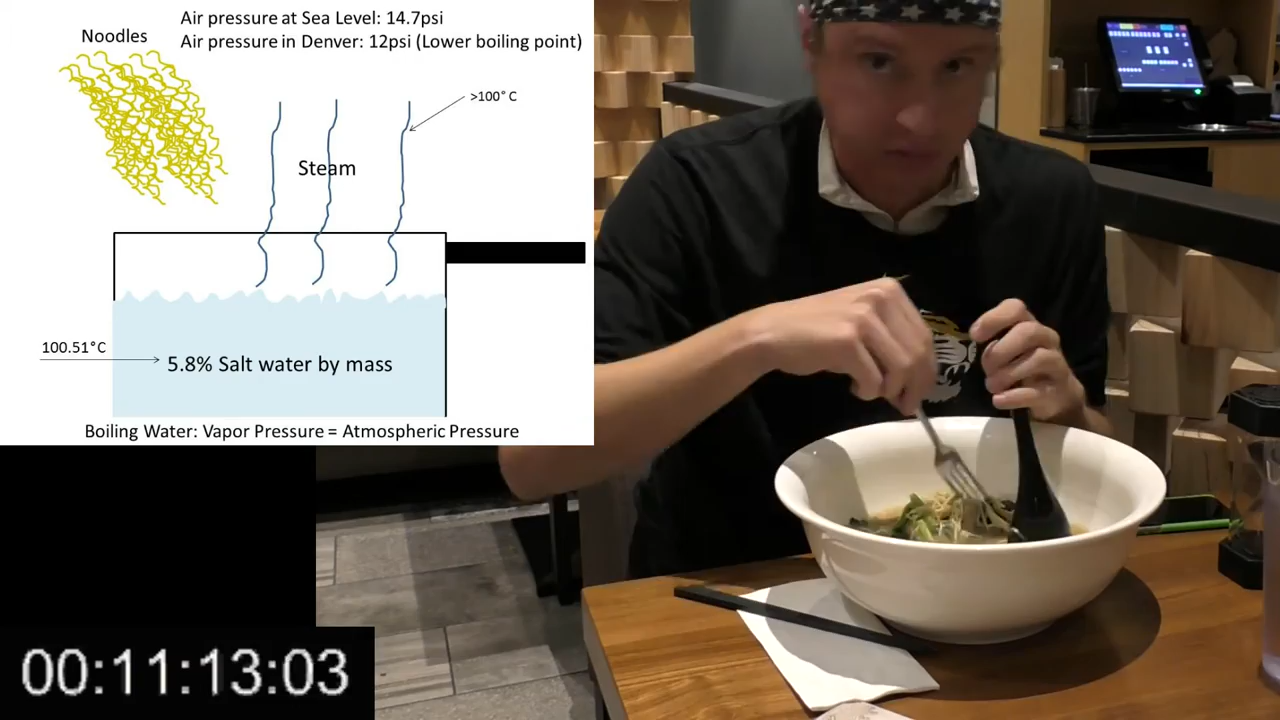 Air pressure at Sea Level: 14.7psi
Air pressure in Denver: 12psi (Lower boiling point)
Noodles
>100° C
Steam
100.51°C
5.8% Salt water by mass
Boiling Water: Vapor Pressure = Atmospheric Pressure
00:11:13:03